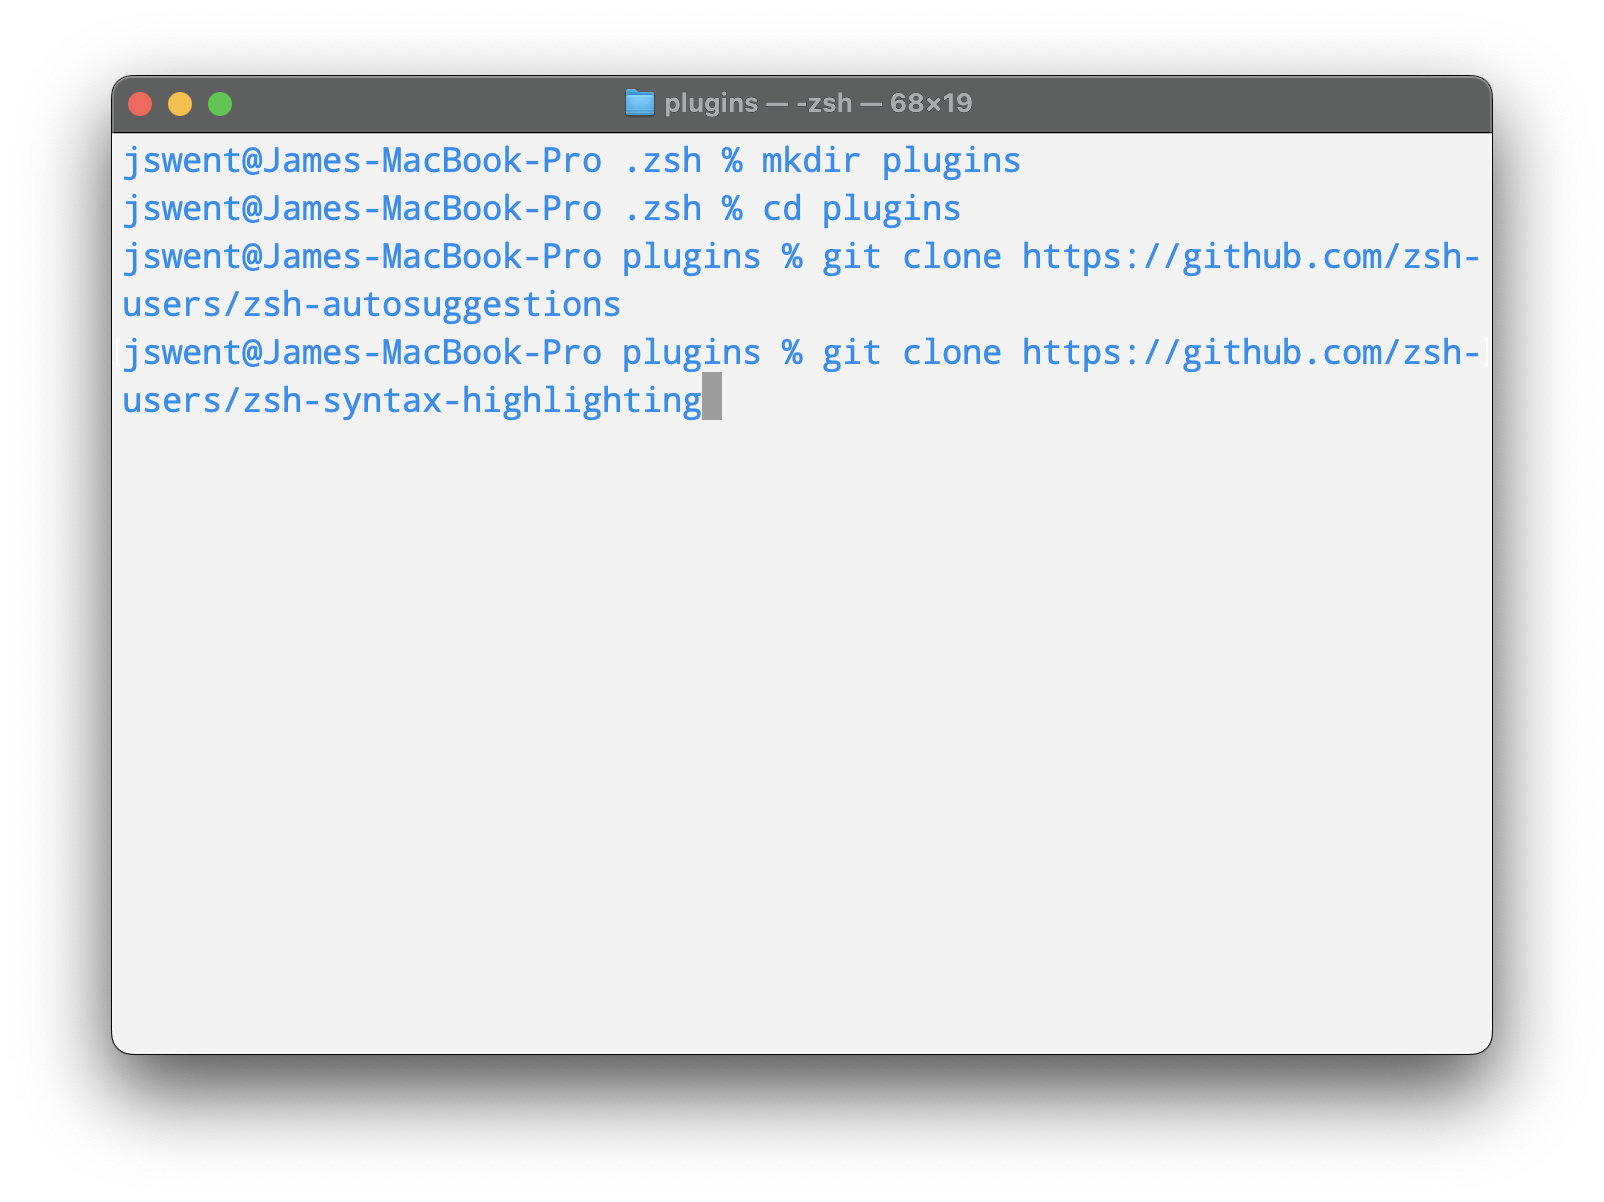 plugins — -zsh — 68×19
jswent@James-MacBook-Pro .zsh % mkdir plugins
jswent@James-MacBook-Pro .zsh % cd plugins
jswent@James-MacBook-Pro plugins % git clone https://github.com/zsh-
users/zsh-autosuggestions
[jswent@James-MacBook-Pro plugins % git clone https://github.com/zsh-]
users/zsh-syntax-highlighting